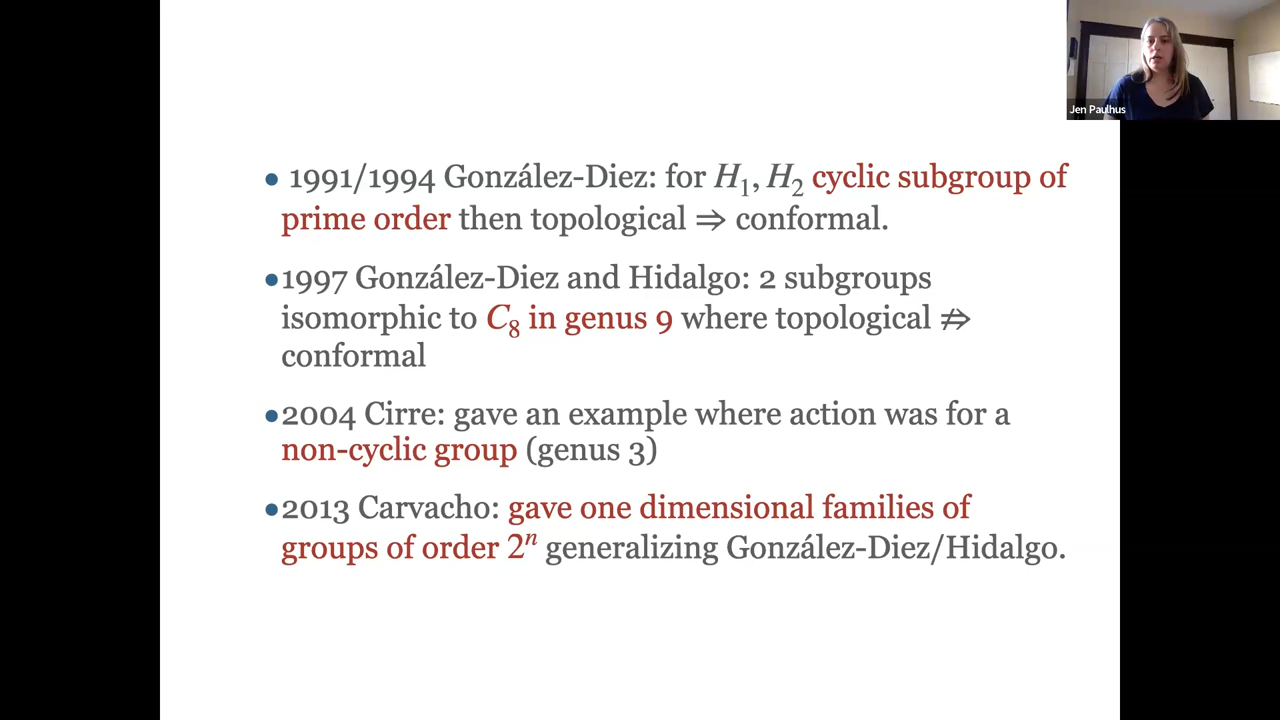 Jen Paulhus
• 1991/1994 González-Diez: for H₁, H₂ cyclic subgroup of
prime order then topological ⇒ conformal.
•1997 González-Diez and Hidalgo: 2 subgroups
isomorphic to C₈ in genus 9 where topological ⇏
conformal
•2004 Cirre: gave an example where action was for a
non-cyclic group (genus 3)
•2013 Carvacho: gave one dimensional families of
groups of order 2ⁿ generalizing González-Diez/Hidalgo.